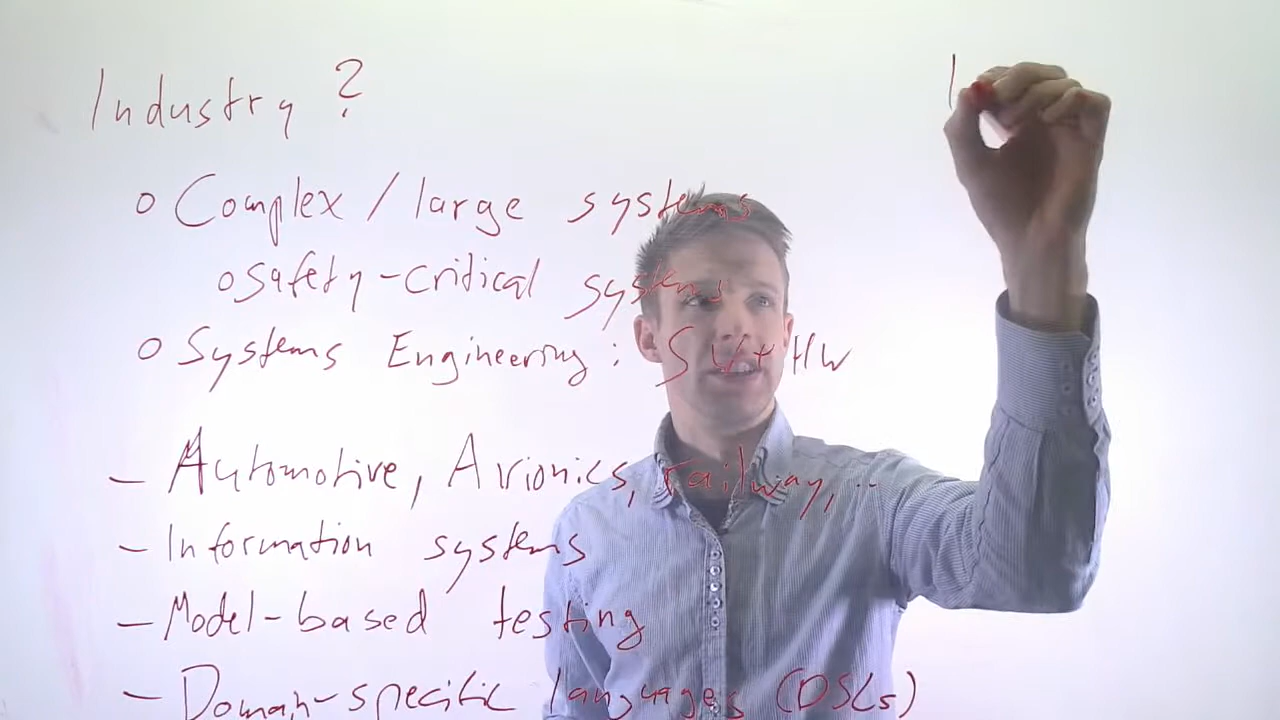 Industry ?
o Complex / large systems
o Safety-critical systems
o Systems Engineering : SW + HW
- Automotive, Avionics, railway, ..
- Information systems
- Model-based testing
- Domain-specific languages (DSLs)